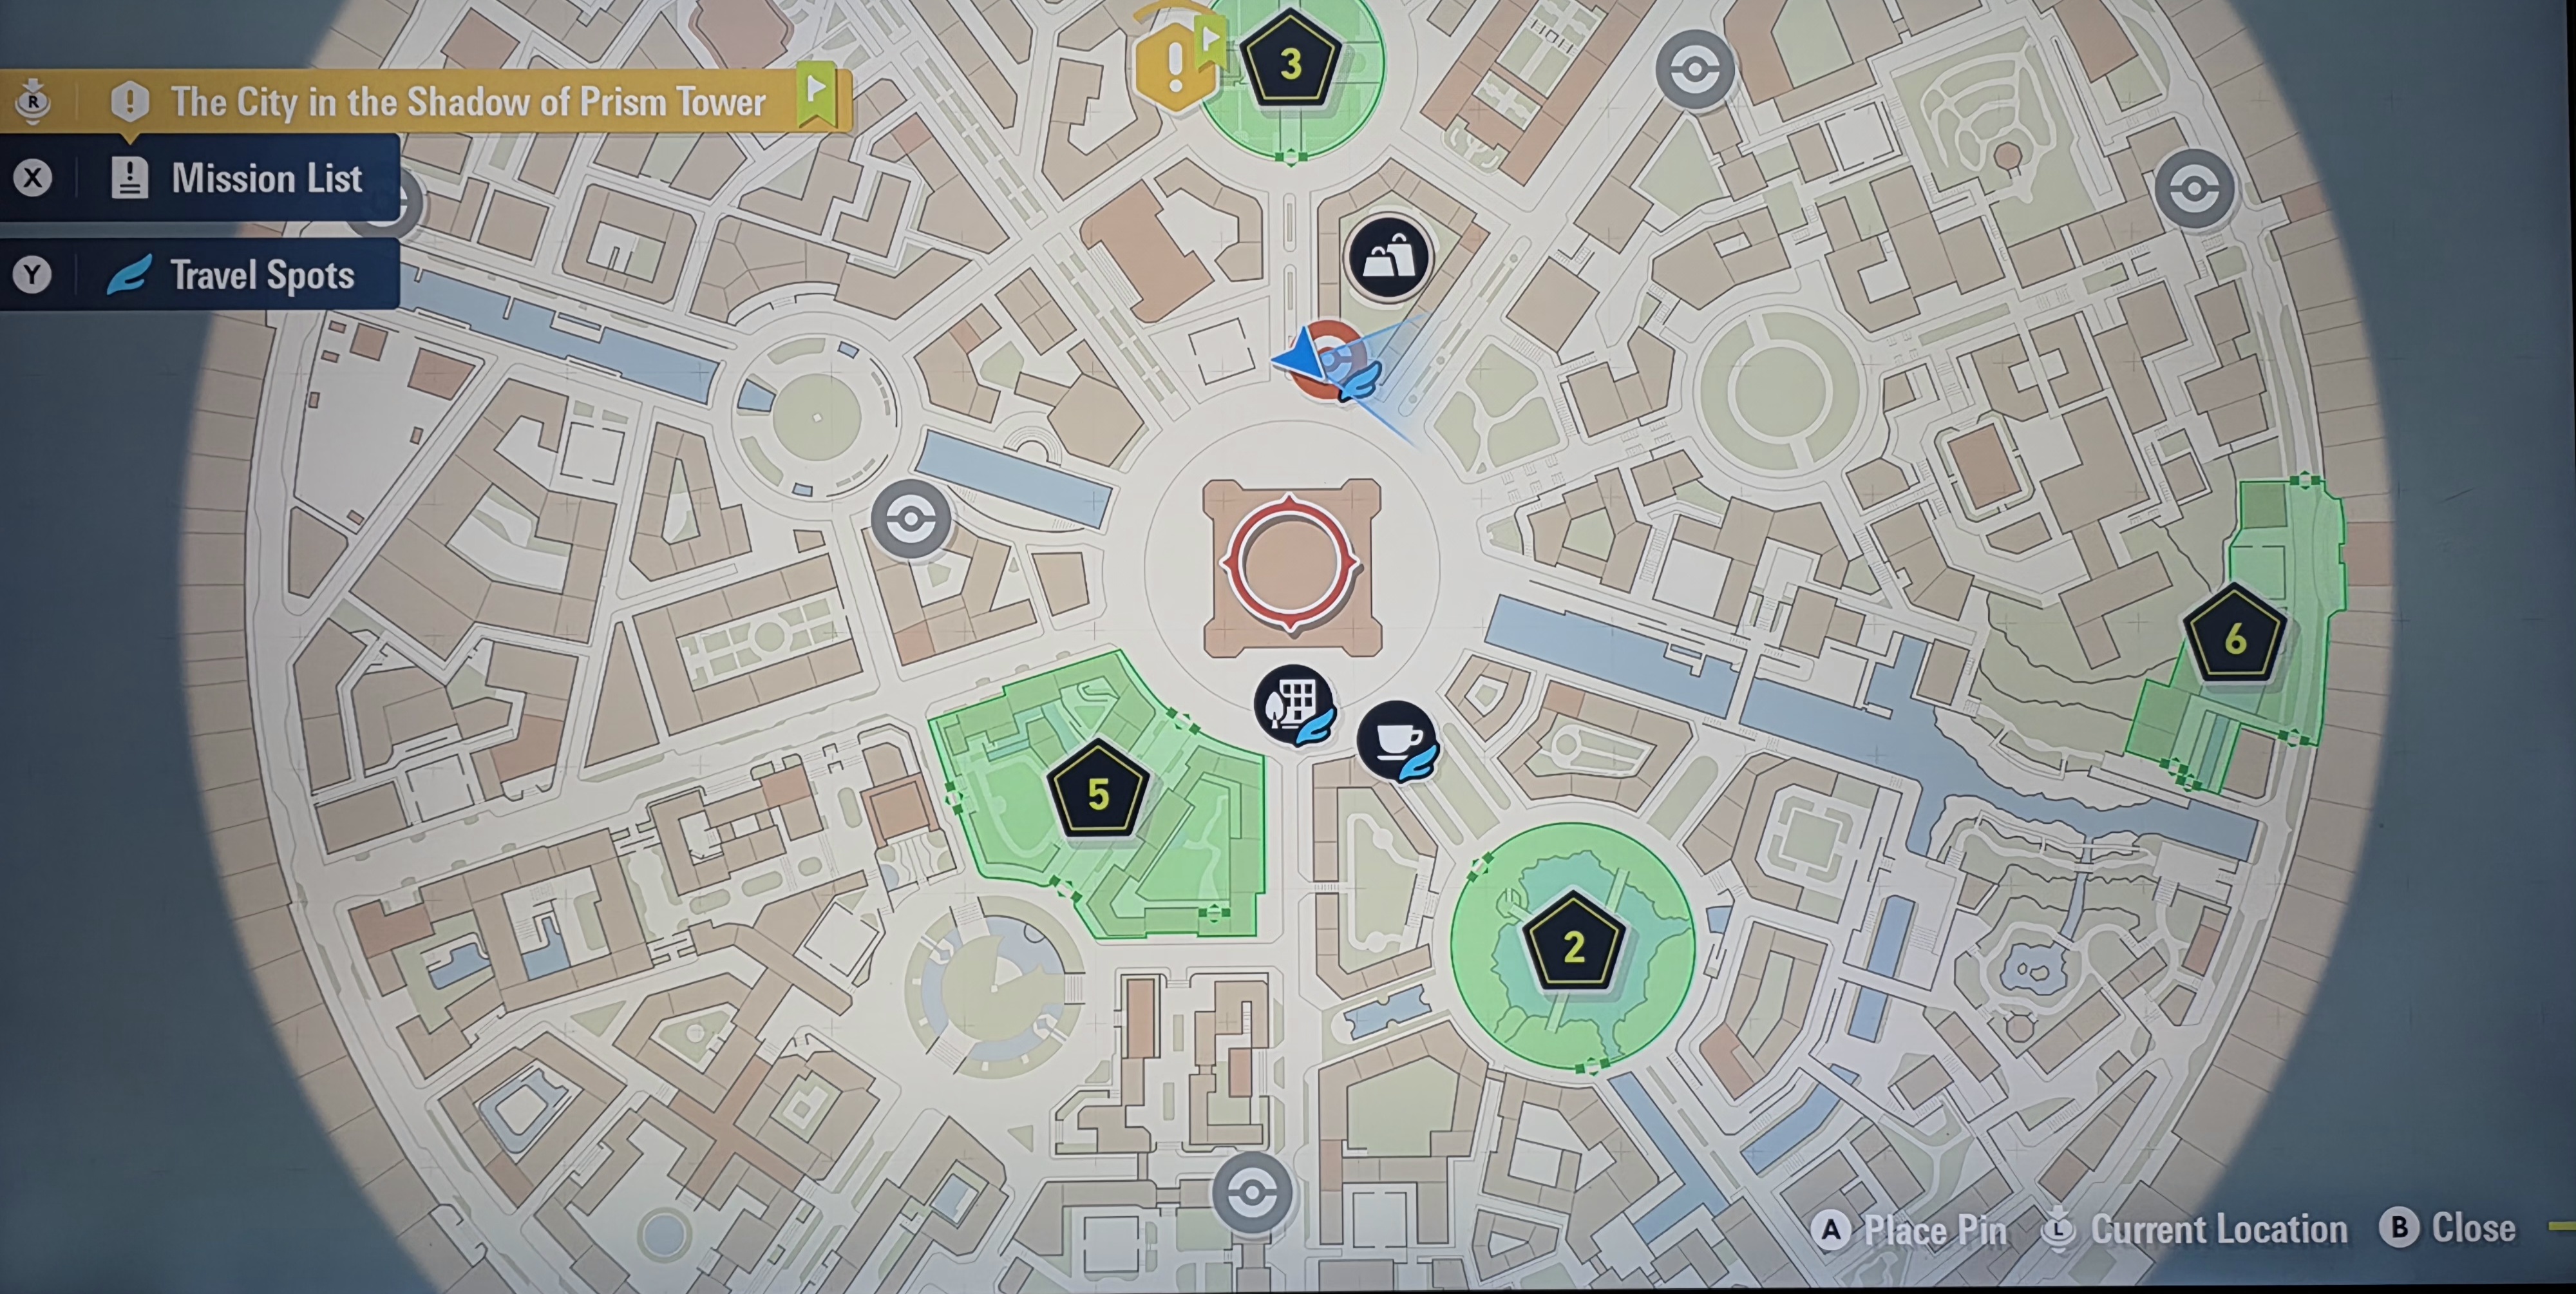 3
R The City in the Shadow of Prism Tower
X Mission List
Y Travel Spots
6
5
2
A Place Pin L Current Location B Close